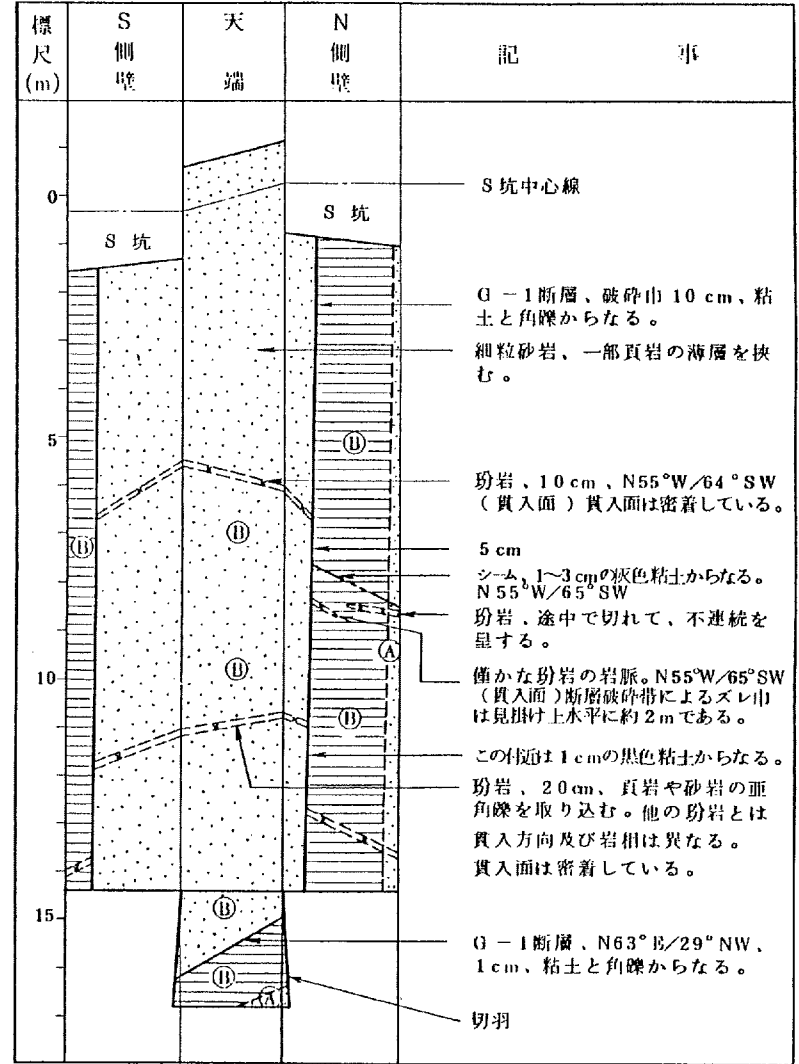 標尺(m)
S側壁
天端
N側壁
記事
S坑中心線
S 坑
S 坑
0
5
10
15
G－1断層、破砕巾 10 cm、粘
土と角礫からなる。
細粒砂岩、一部頁岩の薄層を挟
む。
玢岩、10cm、N55°W/64°SW
(貫入面) 貫入面は密着している。
5 cm
シーム、1~3cmの灰色粘土からなる。
N55°W/65°SW
玢岩、途中で切れて、不連続を
呈する。
僅かな玢岩の岩脈。N55°W/65°SW
(貫入面)断層破砕帯によるズレ巾
は見掛け上水平に約2mである。
この付近は1cmの黒色粘土からなる。
玢岩、20cm、頁岩や砂岩の亜
角礫を取り込む。他の玢岩とは
貫入方向及び岩相は異なる。
貫入面は密着している。
G－1断層、N63°E/29°NW、
1cm、粘土と角礫からなる。
切羽
Ⓑ
Ⓑ
Ⓑ
Ⓐ
Ⓑ
Ⓑ
Ⓑ
Ⓑ
Ⓐ